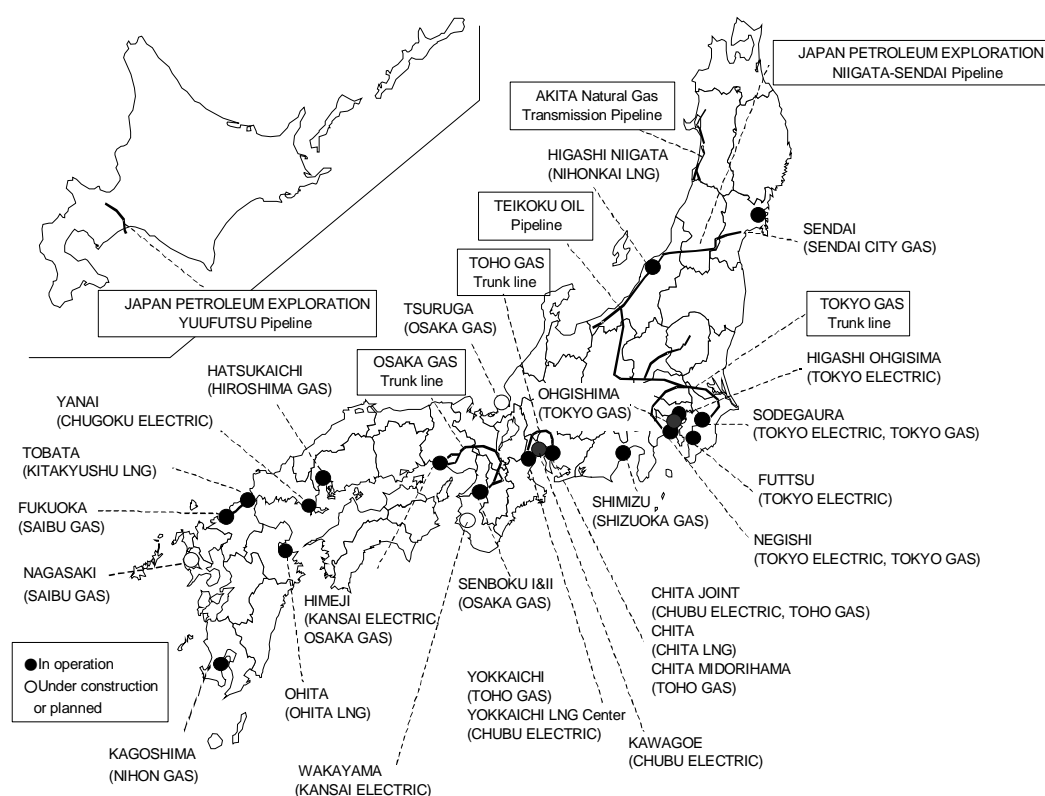 JAPAN PETROLEUM EXPLORATION
NIIGATA-SENDAI Pipeline
AKITA Natural Gas
Transmission Pipeline
HIGASHI NIIGATA
(NIHONKAI LNG)
TEIKOKU OIL
Pipeline
SENDAI
(SENDAI CITY GAS)
TOHO GAS
Trunk line
JAPAN PETROLEUM EXPLORATION
YUUFUTSU Pipeline
TSURUGA
(OSAKA GAS)
TOKYO GAS
Trunk line
OSAKA GAS
Trunk line
HATSUKAICHI
(HIROSHIMA GAS)
HIGASHI OHGISIMA
(TOKYO ELECTRIC)
OHGISHIMA
(TOKYO GAS)
YANAI
(CHUGOKU ELECTRIC)
SODEGAURA
(TOKYO ELECTRIC, TOKYO GAS)
TOBATA
(KITAKYUSHU LNG)
FUTTSU
(TOKYO ELECTRIC)
FUKUOKA
(SAIBU GAS)
SHIMIZU
(SHIZUOKA GAS)
NEGISHI
(TOKYO ELECTRIC, TOKYO GAS)
NAGASAKI
(SAIBU GAS)
HIMEJI
(KANSAI ELECTRIC,
OSAKA GAS)
SENBOKU I&II
(OSAKA GAS)
CHITA JOINT
(CHUBU ELECTRIC, TOHO GAS)
CHITA
(CHITA LNG)
CHITA MIDORIHAMA
(TOHO GAS)
In operation
Under construction
or planned
OHITA
(OHITA LNG)
YOKKAICHI
(TOHO GAS)
YOKKAICHI LNG Center
(CHUBU ELECTRIC)
KAWAGOE
(CHUBU ELECTRIC)
KAGOSHIMA
(NIHON GAS)
WAKAYAMA
(KANSAI ELECTRIC)